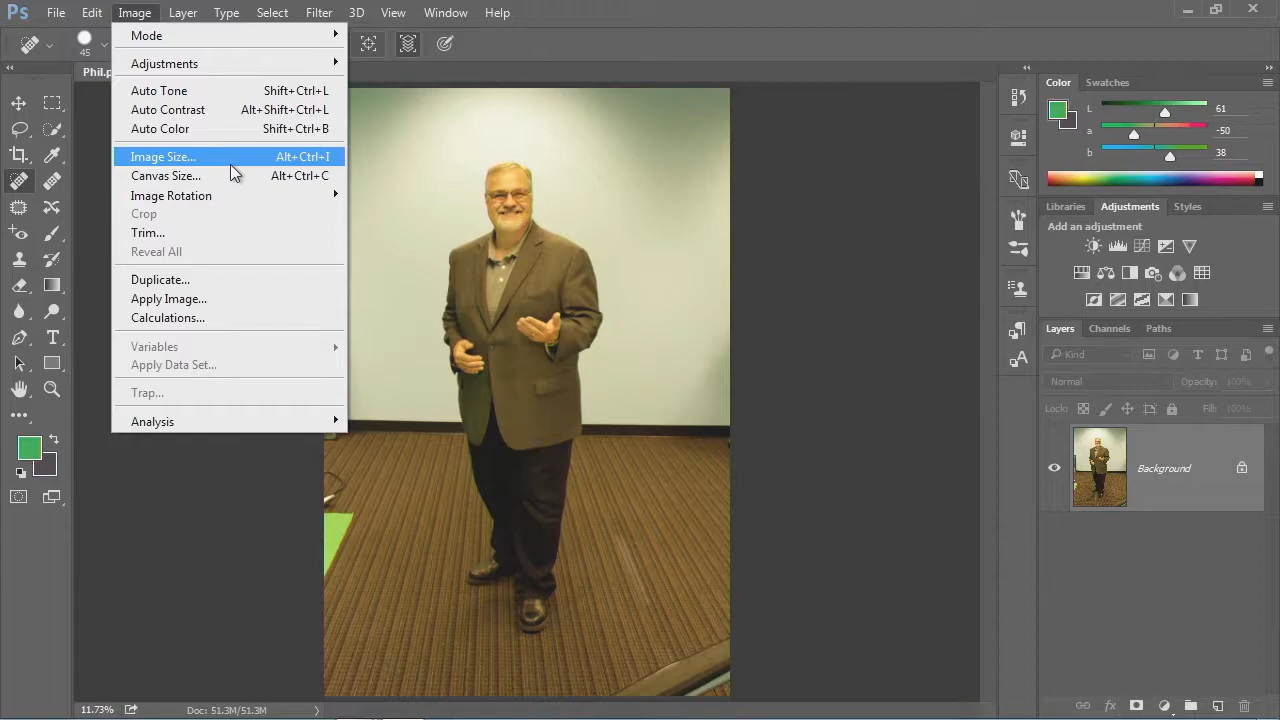 Ps File Edit Image Layer Type Select Filter 3D View Window Help
45
Phil.p
Mode
Adjustments
Auto Tone Shift+Ctrl+L
Auto Contrast Alt+Shift+Ctrl+L
Auto Color Shift+Ctrl+B
Image Size... Alt+Ctrl+I
Canvas Size... Alt+Ctrl+C
Image Rotation
Crop
Trim...
Reveal All
Duplicate...
Apply Image...
Calculations...
Variables
Apply Data Set...
Trap...
Analysis
Color Swatches
L 61
a -50
b 38
Libraries Adjustments Styles
Add an adjustment
Layers Channels Paths
Kind
Normal Opacity: 100%
Lock: Fill: 100%
Background
11.73% Doc: 51.3M/51.3M